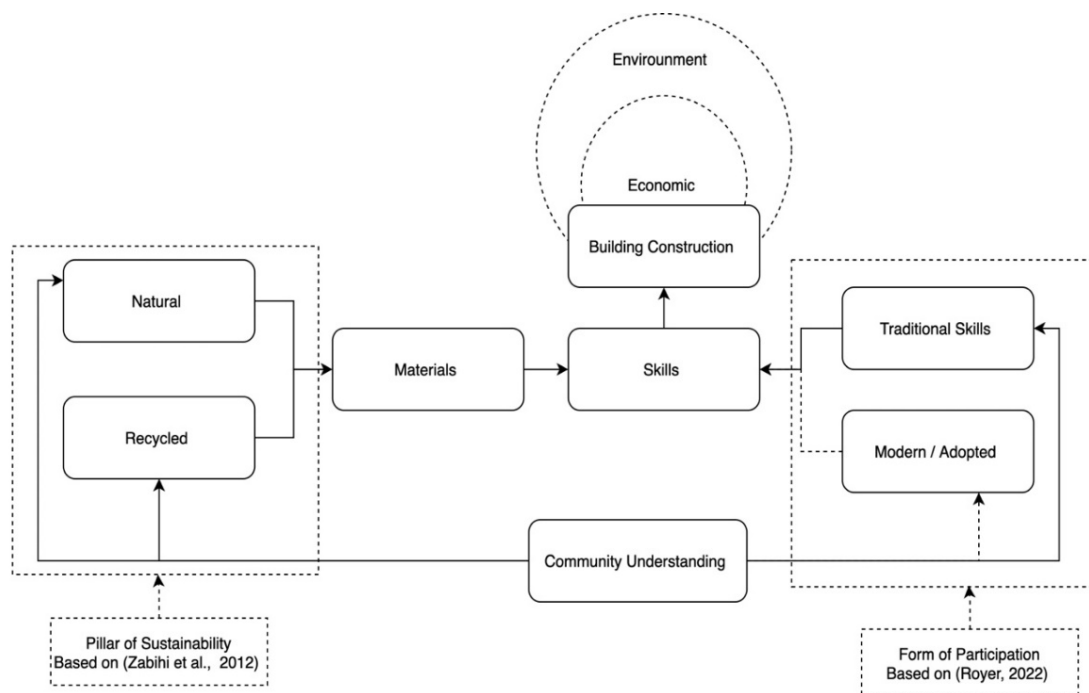 Envirounment
Economic
Building Construction
Natural
Traditional Skills
Materials
Skills
Recycled
Modern / Adopted
Community Understanding
Pillar of Sustainability
Based on (Zabihi et al., 2012)
Form of Participation
Based on (Royer, 2022)